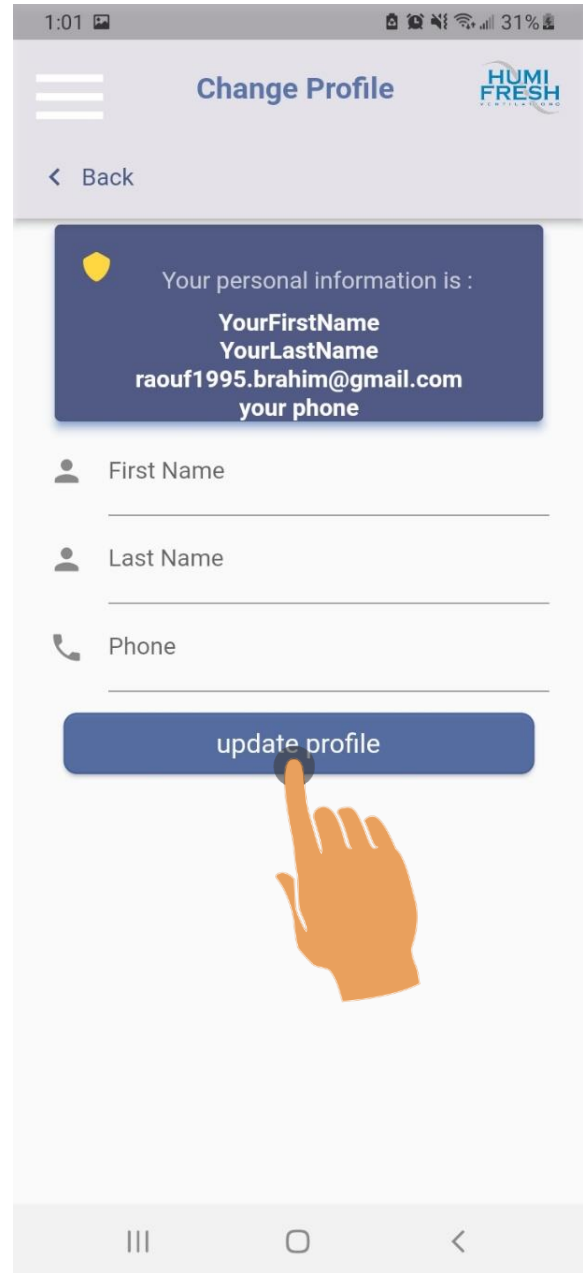 1:01 31%
Change Profile
HUMI
FRESH
VENTILATIONS
Back
Your personal information is :
YourFirstName
YourLastName
raouf1995.brahim@gmail.com
your phone
First Name
Last Name
Phone
update profile